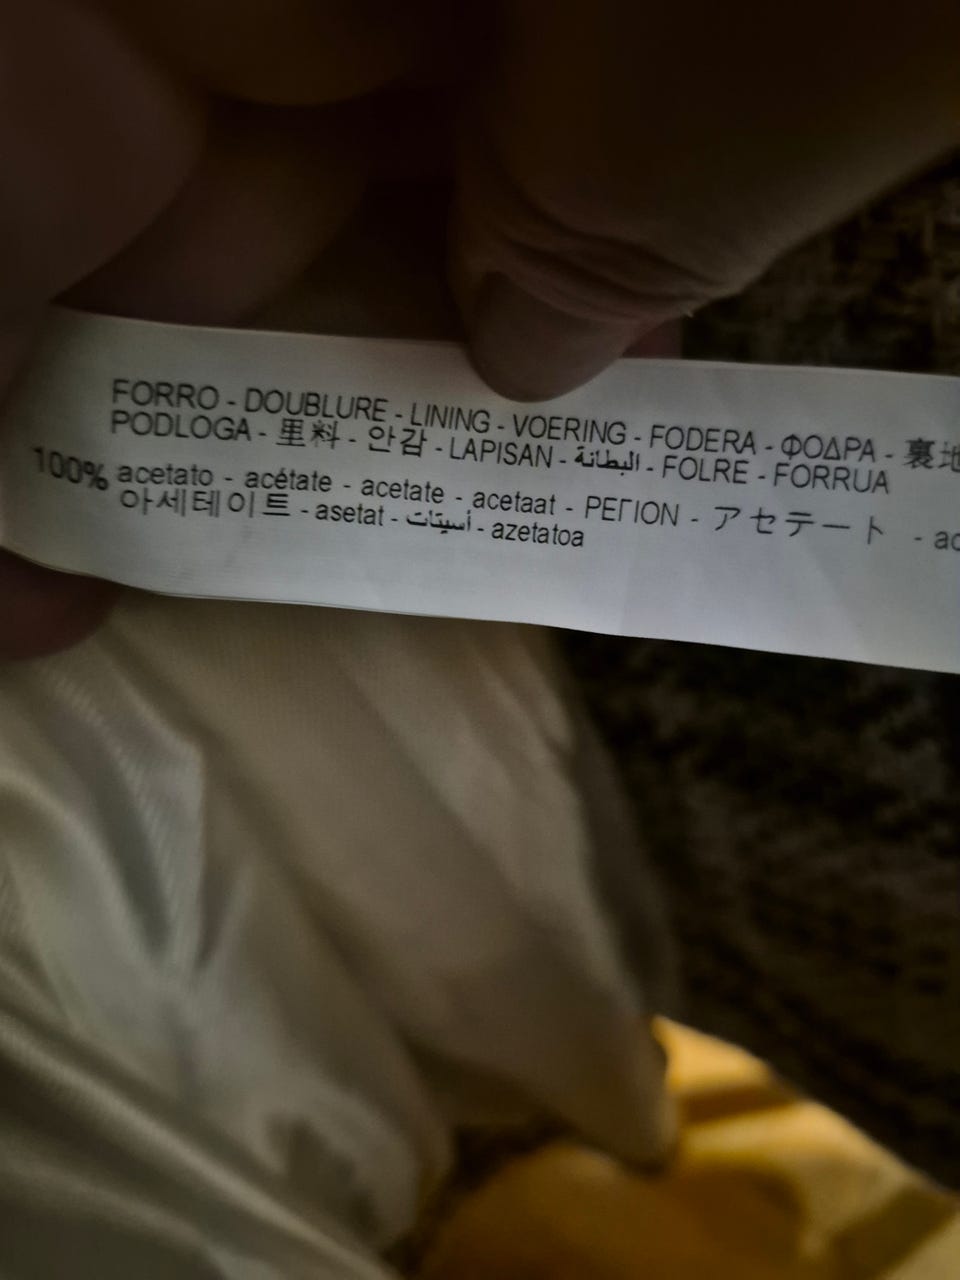 FORRO - DOUBLURE - LINING - VOERING - FODERA - ΦΟΔΡΑ - 裏地
PODLOGA - 里料 - 안감 - LAPISAN - البطانة - FOLRE - FORRUA
100% acetato - acétate - acetate - acetaat - ΡΕΓΙΟΝ - アセテート -
아세테이트 - asetat - أسيتات - azetatoa